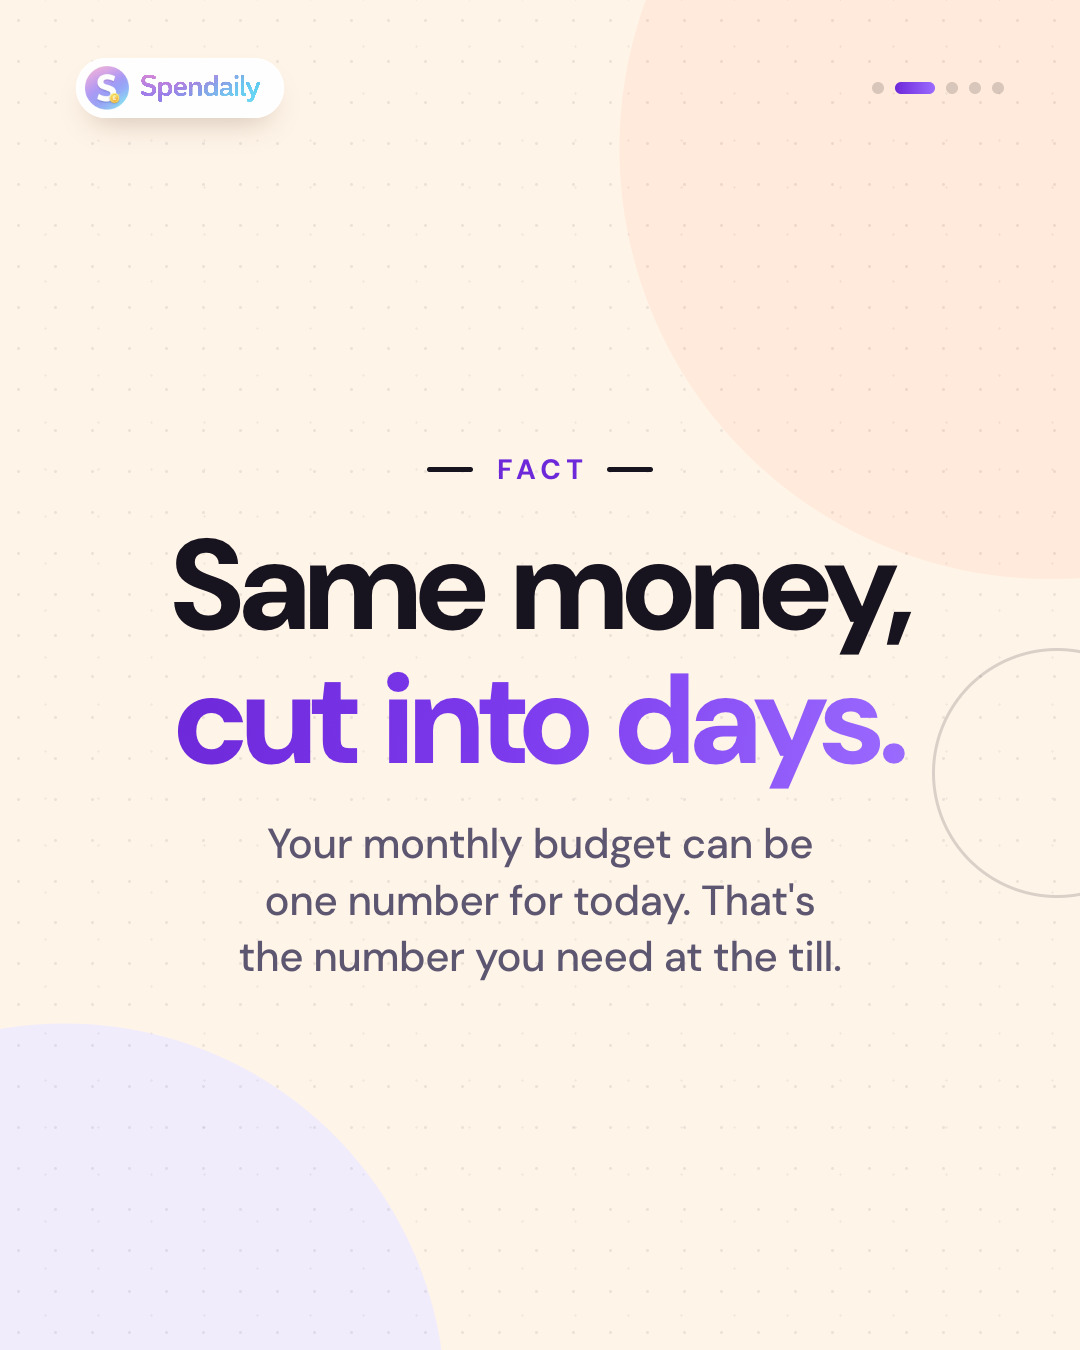 Spendaily
FACT
Same money,
cut into days.
Your monthly budget can be
one number for today. That's
the number you need at the till.